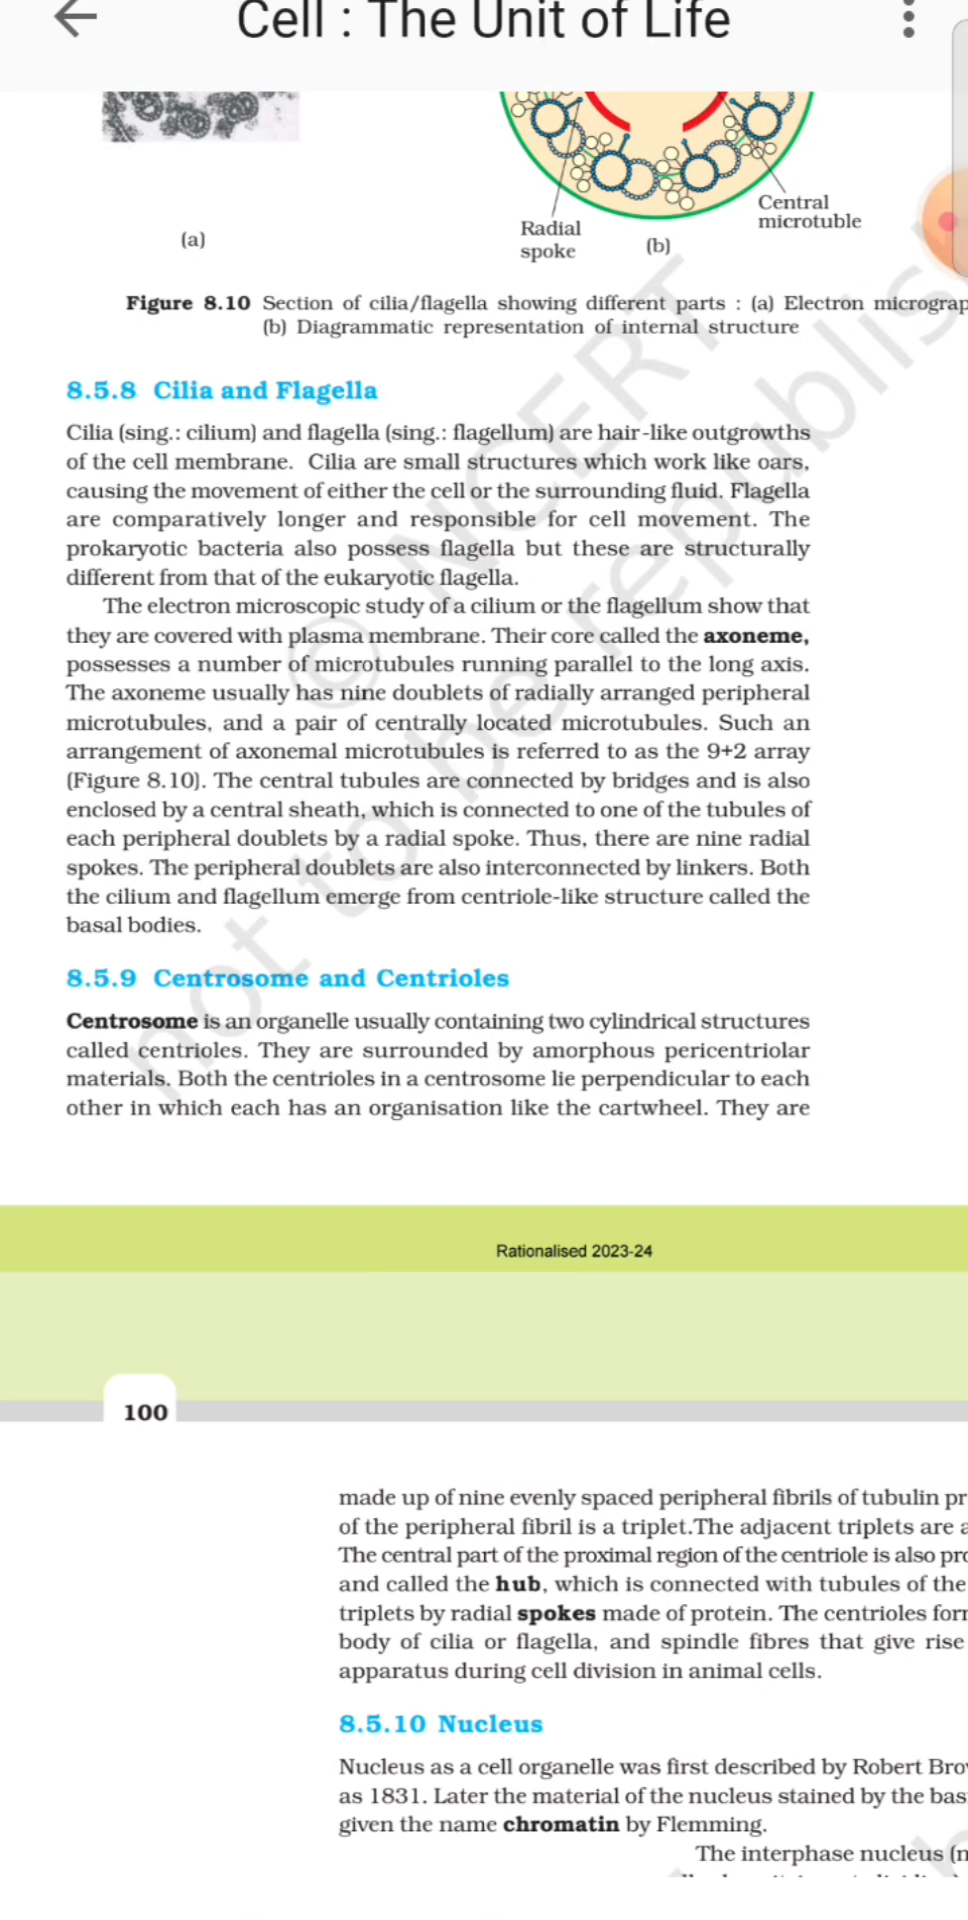 Cell : The Unit of Life
Central
microtuble
Radial
spoke
(a)
(b)
Figure 8.10 Section of cilia/flagella showing different parts : (a) Electron
(b) Diagrammatic representation of internal structure
8.5.8 Cilia and Flagella
Cilia (sing.: cilium) and flagella (sing.: flagellum) are hair-like outgrowths
of the cell membrane. Cilia are small structures which work like oars,
causing the movement of either the cell or the surrounding fluid. Flagella
are comparatively longer and responsible for cell movement. The
prokaryotic bacteria also possess flagella but these are structurally
different from that of the eukaryotic flagella.
The electron microscopic study of a cilium or the flagellum show that
they are covered with plasma membrane. Their core called the axoneme,
possesses a number of microtubules running parallel to the long axis.
The axoneme usually has nine doublets of radially arranged peripheral
microtubules, and a pair of centrally located microtubules. Such an
arrangement of axonemal microtubules is referred to as the 9+2 array
(Figure 8.10). The central tubules are connected by bridges and is also
enclosed by a central sheath, which is connected to one of the tubules of
each peripheral doublets by a radial spoke. Thus, there are nine radial
spokes. The peripheral doublets are also interconnected by linkers. Both
the cilium and flagellum emerge from centriole-like structure called the
basal bodies.
8.5.9 Centrosome and Centrioles
Centrosome is an organelle usually containing two cylindrical structures
called centrioles. They are surrounded by amorphous pericentriolar
materials. Both the centrioles in a centrosome lie perpendicular to each
other in which each has an organisation like the cartwheel. They are
© NCERT
not to be republis
Rationalised 2023-24
100
made up of nine evenly spaced peripheral fibrils of tubulin
of the peripheral fibril is a triplet.The adjacent triplets are
The central part of the proximal region of the centriole is also
and called the hub, which is connected with tubules of the
triplets by radial spokes made of protein. The centrioles
body of cilia or flagella, and spindle fibres that give rise
apparatus during cell division in animal cells.
8.5.10 Nucleus
Nucleus as a cell organelle was first described by Robert
as 1831. Later the material of the nucleus stained by the
given the name chromatin by Flemming.
The interphase nucleus